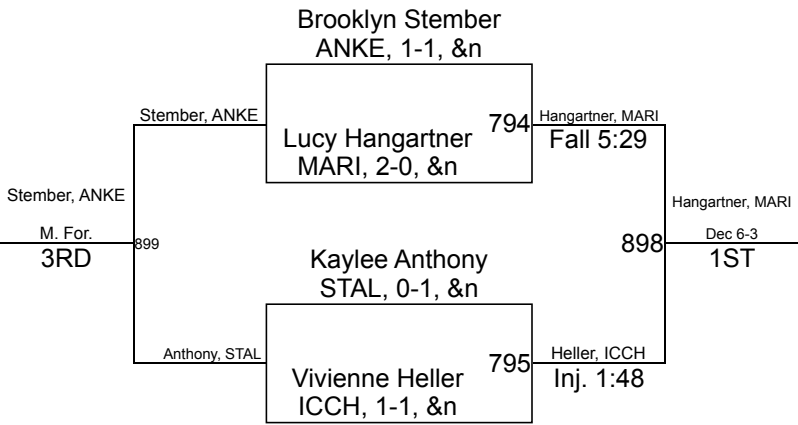 Brooklyn Stember
ANKE, 1-1, &n
Stember, ANKE
794
Hangartner, MARI
Lucy Hangartner
MARI, 2-0, &n
Fall 5:29
Stember, ANKE
Hangartner, MARI
M. For.
899
898
Dec 6-3
3RD
1ST
Kaylee Anthony
STAL, 0-1, &n
Anthony, STAL
795
Heller, ICCH
Vivienne Heller
ICCH, 1-1, &n
Inj. 1:48